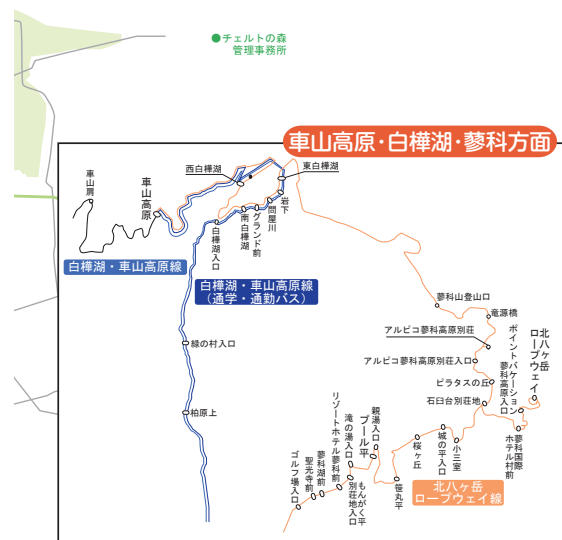 ●チェルトの森
管理事務所
車山高原・白樺湖・蓼科方面
西白樺湖
東白樺湖
車山肩
車山高原
岩下
問屋川
グランド前
南白樺湖
白樺湖入口
白樺湖・車山高原線
白樺湖・車山高原線
(通学・通勤バス)
蓼科山登山口
竜源橋
アルピコ蓼科高原別荘
北八ヶ岳
ロープウェイ
緑の村入口
アルピコ蓼科高原別荘入口
ポイントバケーション
蓼科高原入口
ピラタスの丘
石臼台別荘地
柏原上
親湯入口
プール平
滝の湯入口
リゾートホテル蓼科前
蓼科湖前
聖光寺前
ゴルフ場入口
もんがく平
別荘地入口
笹丸平
桜ヶ丘
城の平入口
小三室
蓼科国際
ホテル村前
北八ヶ岳
ロープウェイ線